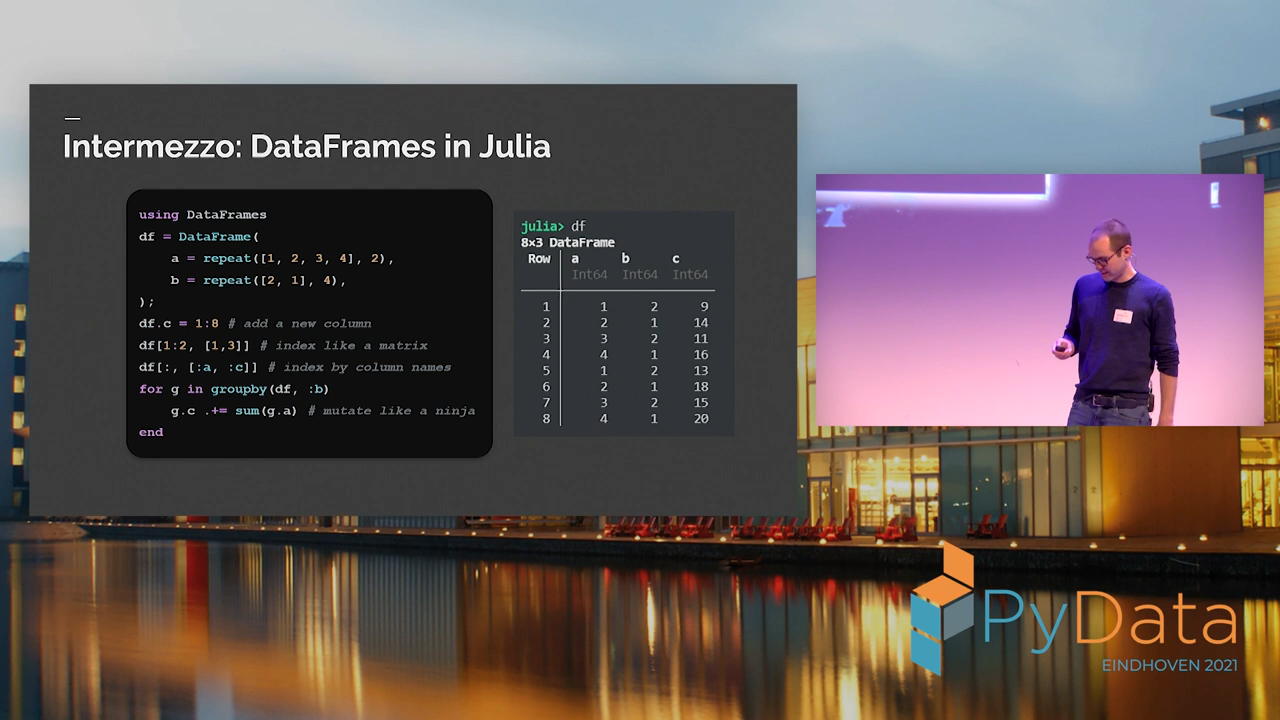 Intermezzo: DataFrames in Julia
using DataFrames
df = DataFrame(
    a = repeat([1, 2, 3, 4], 2),
    b = repeat([2, 1], 4),
);
df.c = 1:8 # add a new column
df[1:2, [1,3]] # index like a matrix
df[:, [:a, :c]] # index by column names
for g in groupby(df, :b)
    g.c .+= sum(g.a) # mutate like a ninja
end
julia> df
8×3 DataFrame
Row a b c
Int64 Int64 Int64
1 1 2 9
2 2 1 14
3 3 2 11
4 4 1 16
5 1 2 13
6 2 1 18
7 3 2 15
8 4 1 20
PyData
EINDHOVEN 2021